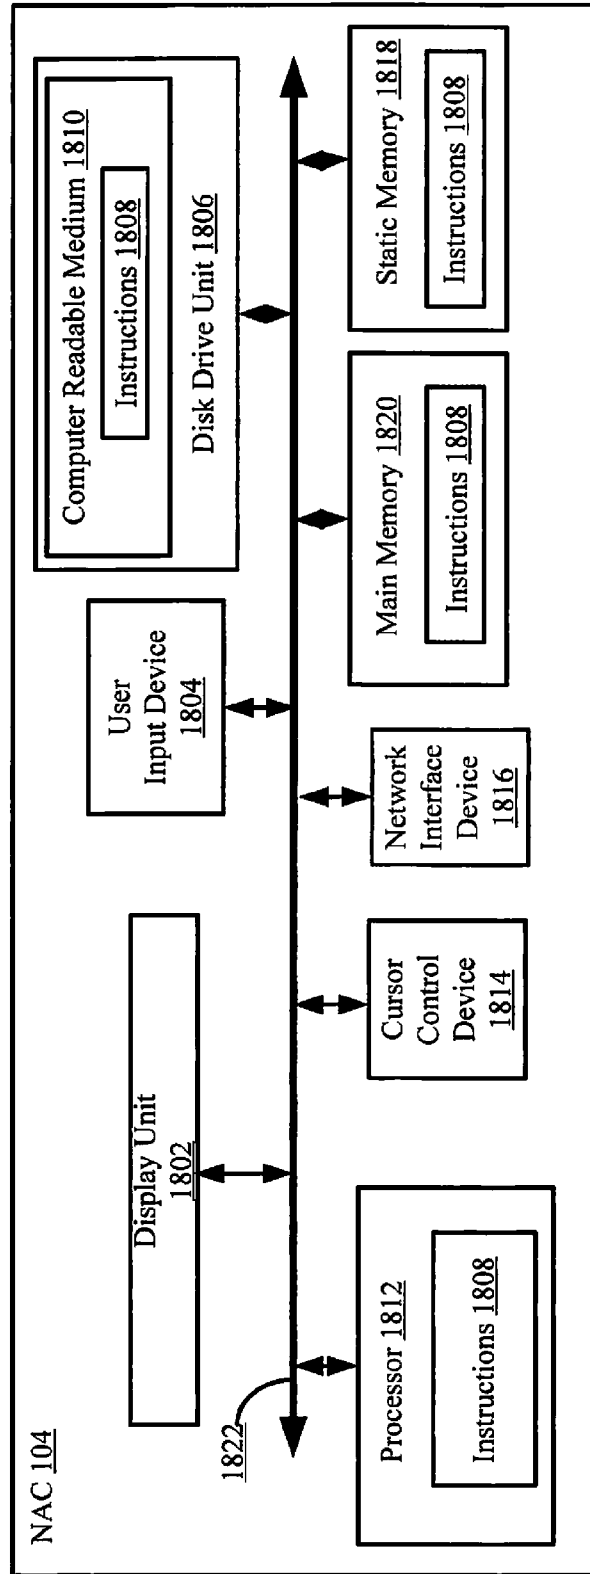 NAC 104
Display Unit
1802
User
Input Device
1804
Computer Readable Medium 1810
Instructions 1808
Disk Drive Unit 1806
1822
Processor 1812
Instructions 1808
Cursor
Control
Device
1814
Network
Interface
Device
1816
Main Memory 1820
Instructions 1808
Static Memory 1818
Instructions 1808